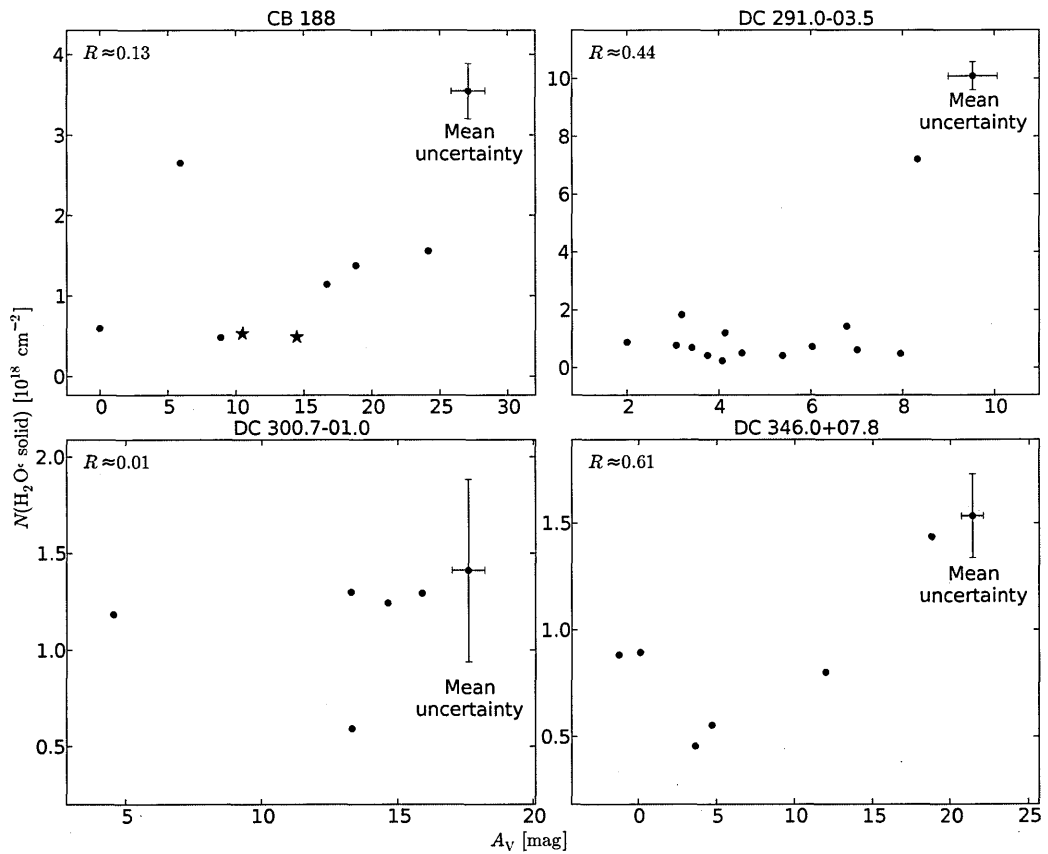 CB 188
R≈0.13
Mean
uncertainty
4
3
2
1
0
0 5 10 15 20 25 30
DC 291.0-03.5
R≈0.44
Mean
uncertainty
10
8
6
4
2
0
2 4 6 8 10
DC 300.7-01.0
R≈0.01
Mean
uncertainty
2.0
1.5
1.0
0.5
5 10 15 20
DC 346.0+07.8
R≈0.61
Mean
uncertainty
1.5
1.0
0.5
0 5 10 15 20 25
N(H₂O: solid) [10¹⁸ cm⁻²]
A_V [mag]